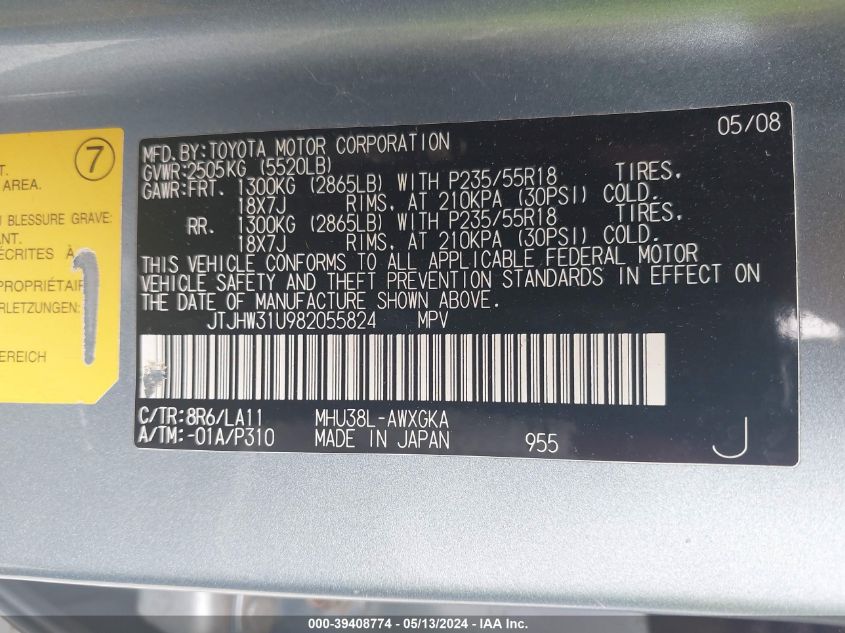 7
T.
AREA.
BLESSURE GRAVE:
ANT.
ÉCRITES À
PROPRIÉTAIR
ERLETZUNGEN:
BEREICH
05/08
MFD. BY: TOYOTA MOTOR CORPORATION
GVWR: 2505KG (5520LB)
GAWR: FRT. 1300KG (2865LB) WITH P235/55R18 TIRES,
18X7J RIMS, AT 210KPA (30PSI) COLD.
RR. 1300KG (2865LB) WITH P235/55R18 TIRES,
18X7J RIMS, AT 210KPA (30PSI) COLD.
THIS VEHICLE CONFORMS TO ALL APPLICABLE FEDERAL MOTOR
VEHICLE SAFETY AND THEFT PREVENTION STANDARDS IN EFFECT ON
THE DATE OF MANUFACTURE SHOWN ABOVE.
JTJHW31U982055824 MPV
C/TR: 8R6/LA11 MHU38L-AWXGKA
A/TM: -01A/P310 MADE IN JAPAN 955 J
000-39408774 - 05/13/2024 - IAA Inc.